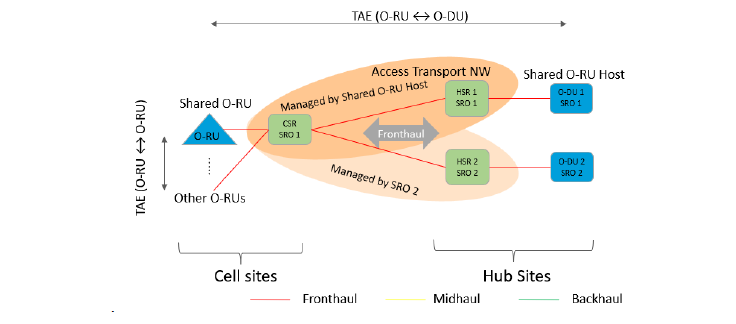 TAE (O-RU ↔ O-DU)
Access Transport NW
Shared O-RU Host
Managed by Shared O-RU Host
HSR 1
SRO 1
O-DU 1
SRO 1
Shared O-RU
O-RU
CSR
SRO 1
Fronthaul
TAE (O-RU ↔ O-RU)
HSR 2
SRO 2
O-DU 2
SRO 2
Managed by SRO 2
Other O-RUs
Cell sites
Hub Sites
Fronthaul
Midhaul
Backhaul